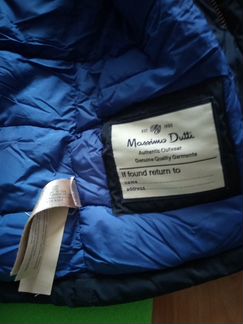 EST 1985
Massimo Dutti
Authentic Outwear
Genuine Quality Garments
If found return to
name
address